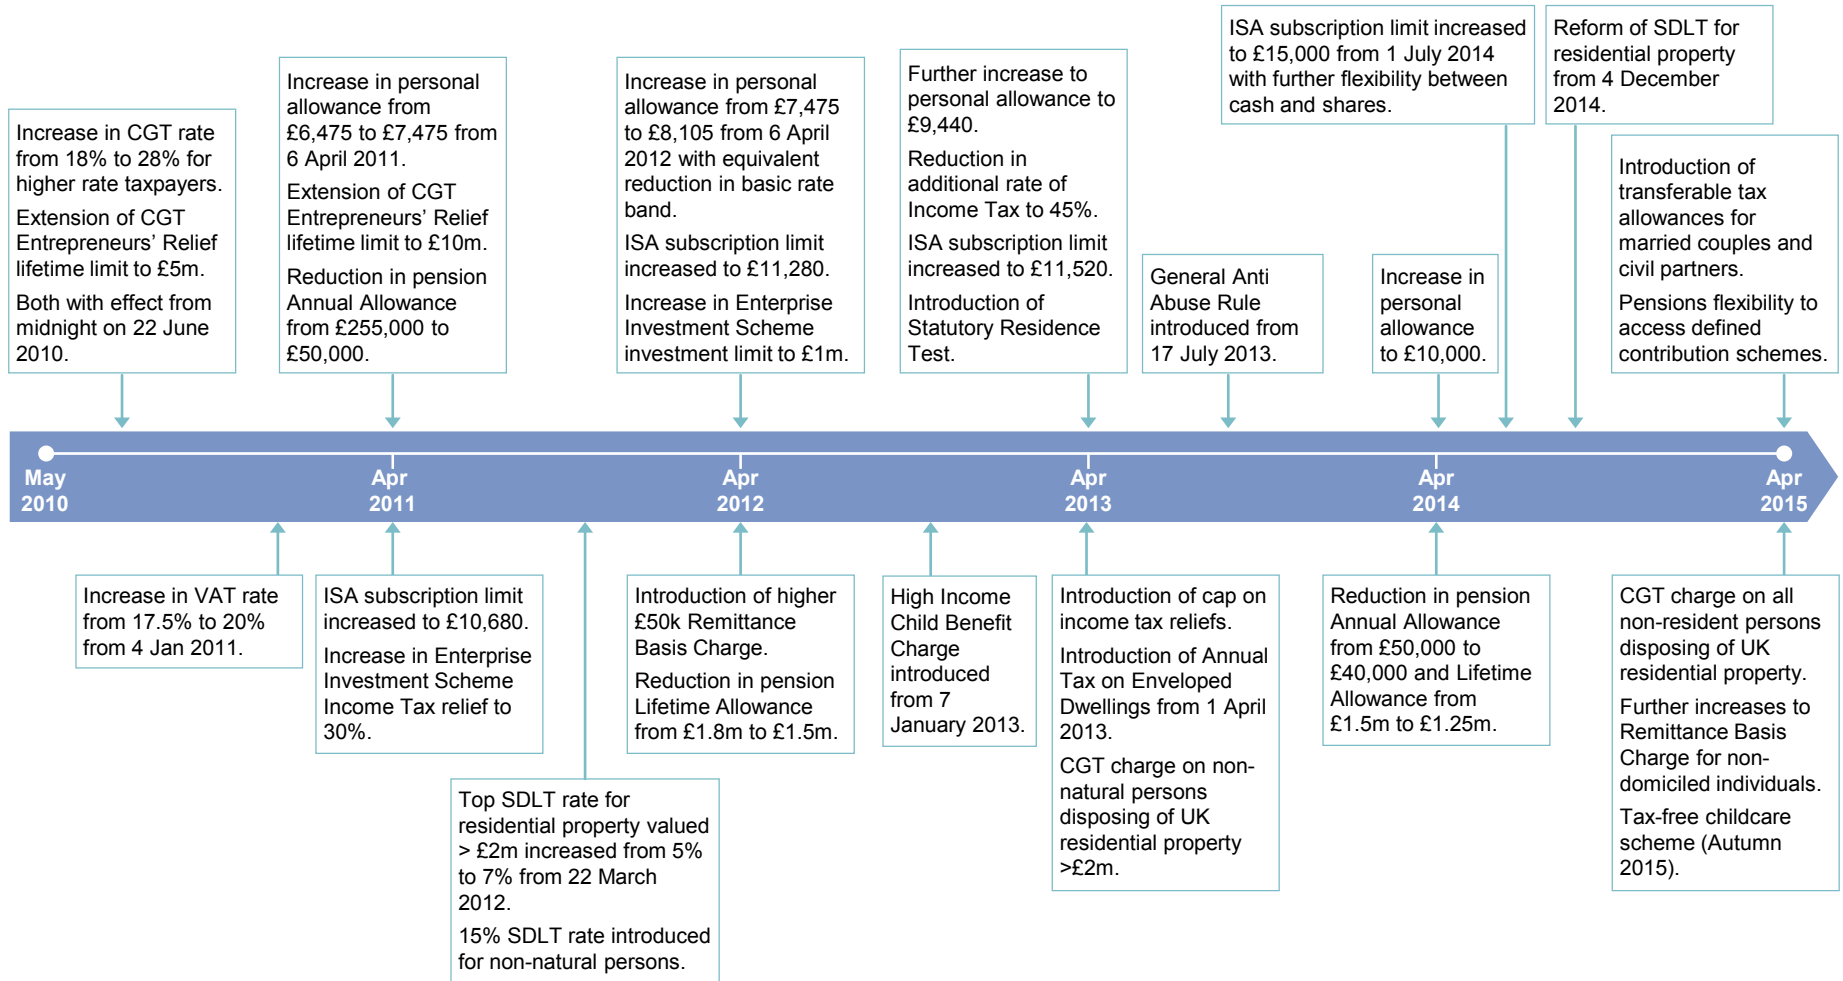 Increase in CGT rate
from 18% to 28% for
higher rate taxpayers.
Extension of CGT
Entrepreneurs’ Relief
lifetime limit to £5m.
Both with effect from
midnight on 22 June
2010.
Increase in personal
allowance from
£6,475 to £7,475 from
6 April 2011.
Extension of CGT
Entrepreneurs’ Relief
lifetime limit to £10m.
Reduction in pension
Annual Allowance
from £255,000 to
£50,000.
Increase in personal
allowance from £7,475
to £8,105 from 6 April
2012 with equivalent
reduction in basic rate
band.
ISA subscription limit
increased to £11,280.
Increase in Enterprise
Investment Scheme
investment limit to £1m.
Further increase to
personal allowance to
£9,440.
Reduction in
additional rate of
Income Tax to 45%.
ISA subscription limit
increased to £11,520.
Introduction of
Statutory Residence
Test.
General Anti
Abuse Rule
introduced from
17 July 2013.
Increase in
personal
allowance
to £10,000.
ISA subscription limit increased
to £15,000 from 1 July 2014
with further flexibility between
cash and shares.
Reform of SDLT for
residential property
from 4 December
2014.
Introduction of
transferable tax
allowances for
married couples and
civil partners.
Pensions flexibility to
access defined
contribution schemes.
May
2010
Apr
2011
Apr
2012
Apr
2013
Apr
2014
Apr
2015
Increase in VAT rate
from 17.5% to 20%
from 4 Jan 2011.
ISA subscription limit
increased to £10,680.
Increase in Enterprise
Investment Scheme
Income Tax relief to
30%.
Top SDLT rate for
residential property valued
> £2m increased from 5%
to 7% from 22 March
2012.
15% SDLT rate introduced
for non-natural persons.
Introduction of higher
£50k Remittance
Basis Charge.
Reduction in pension
Lifetime Allowance
from £1.8m to £1.5m.
High Income
Child Benefit
Charge
introduced
from 7
January 2013.
Introduction of cap on
income tax reliefs.
Introduction of Annual
Tax on Enveloped
Dwellings from 1 April
2013.
CGT charge on non-
natural persons
disposing of UK
residential property
>£2m.
Reduction in pension
Annual Allowance
from £50,000 to
£40,000 and Lifetime
Allowance from
£1.5m to £1.25m.
CGT charge on all
non-resident persons
disposing of UK
residential property.
Further increases to
Remittance Basis
Charge for non-
domiciled individuals.
Tax-free childcare
scheme (Autumn
2015).